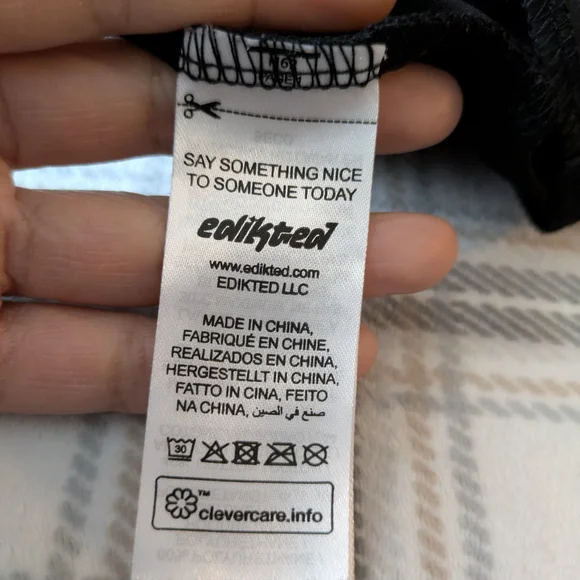 SAY SOMETHING NICE
TO SOMEONE TODAY
edikted
www.edikted.com
EDIKTED LLC
MADE IN CHINA,
FABRIQUÉ EN CHINE,
REALIZADOS EN CHINA,
HERGESTELLT IN CHINA,
FATTO IN CINA, FEITO
NA CHINA, صنع في الصين
30
™
clevercare.info